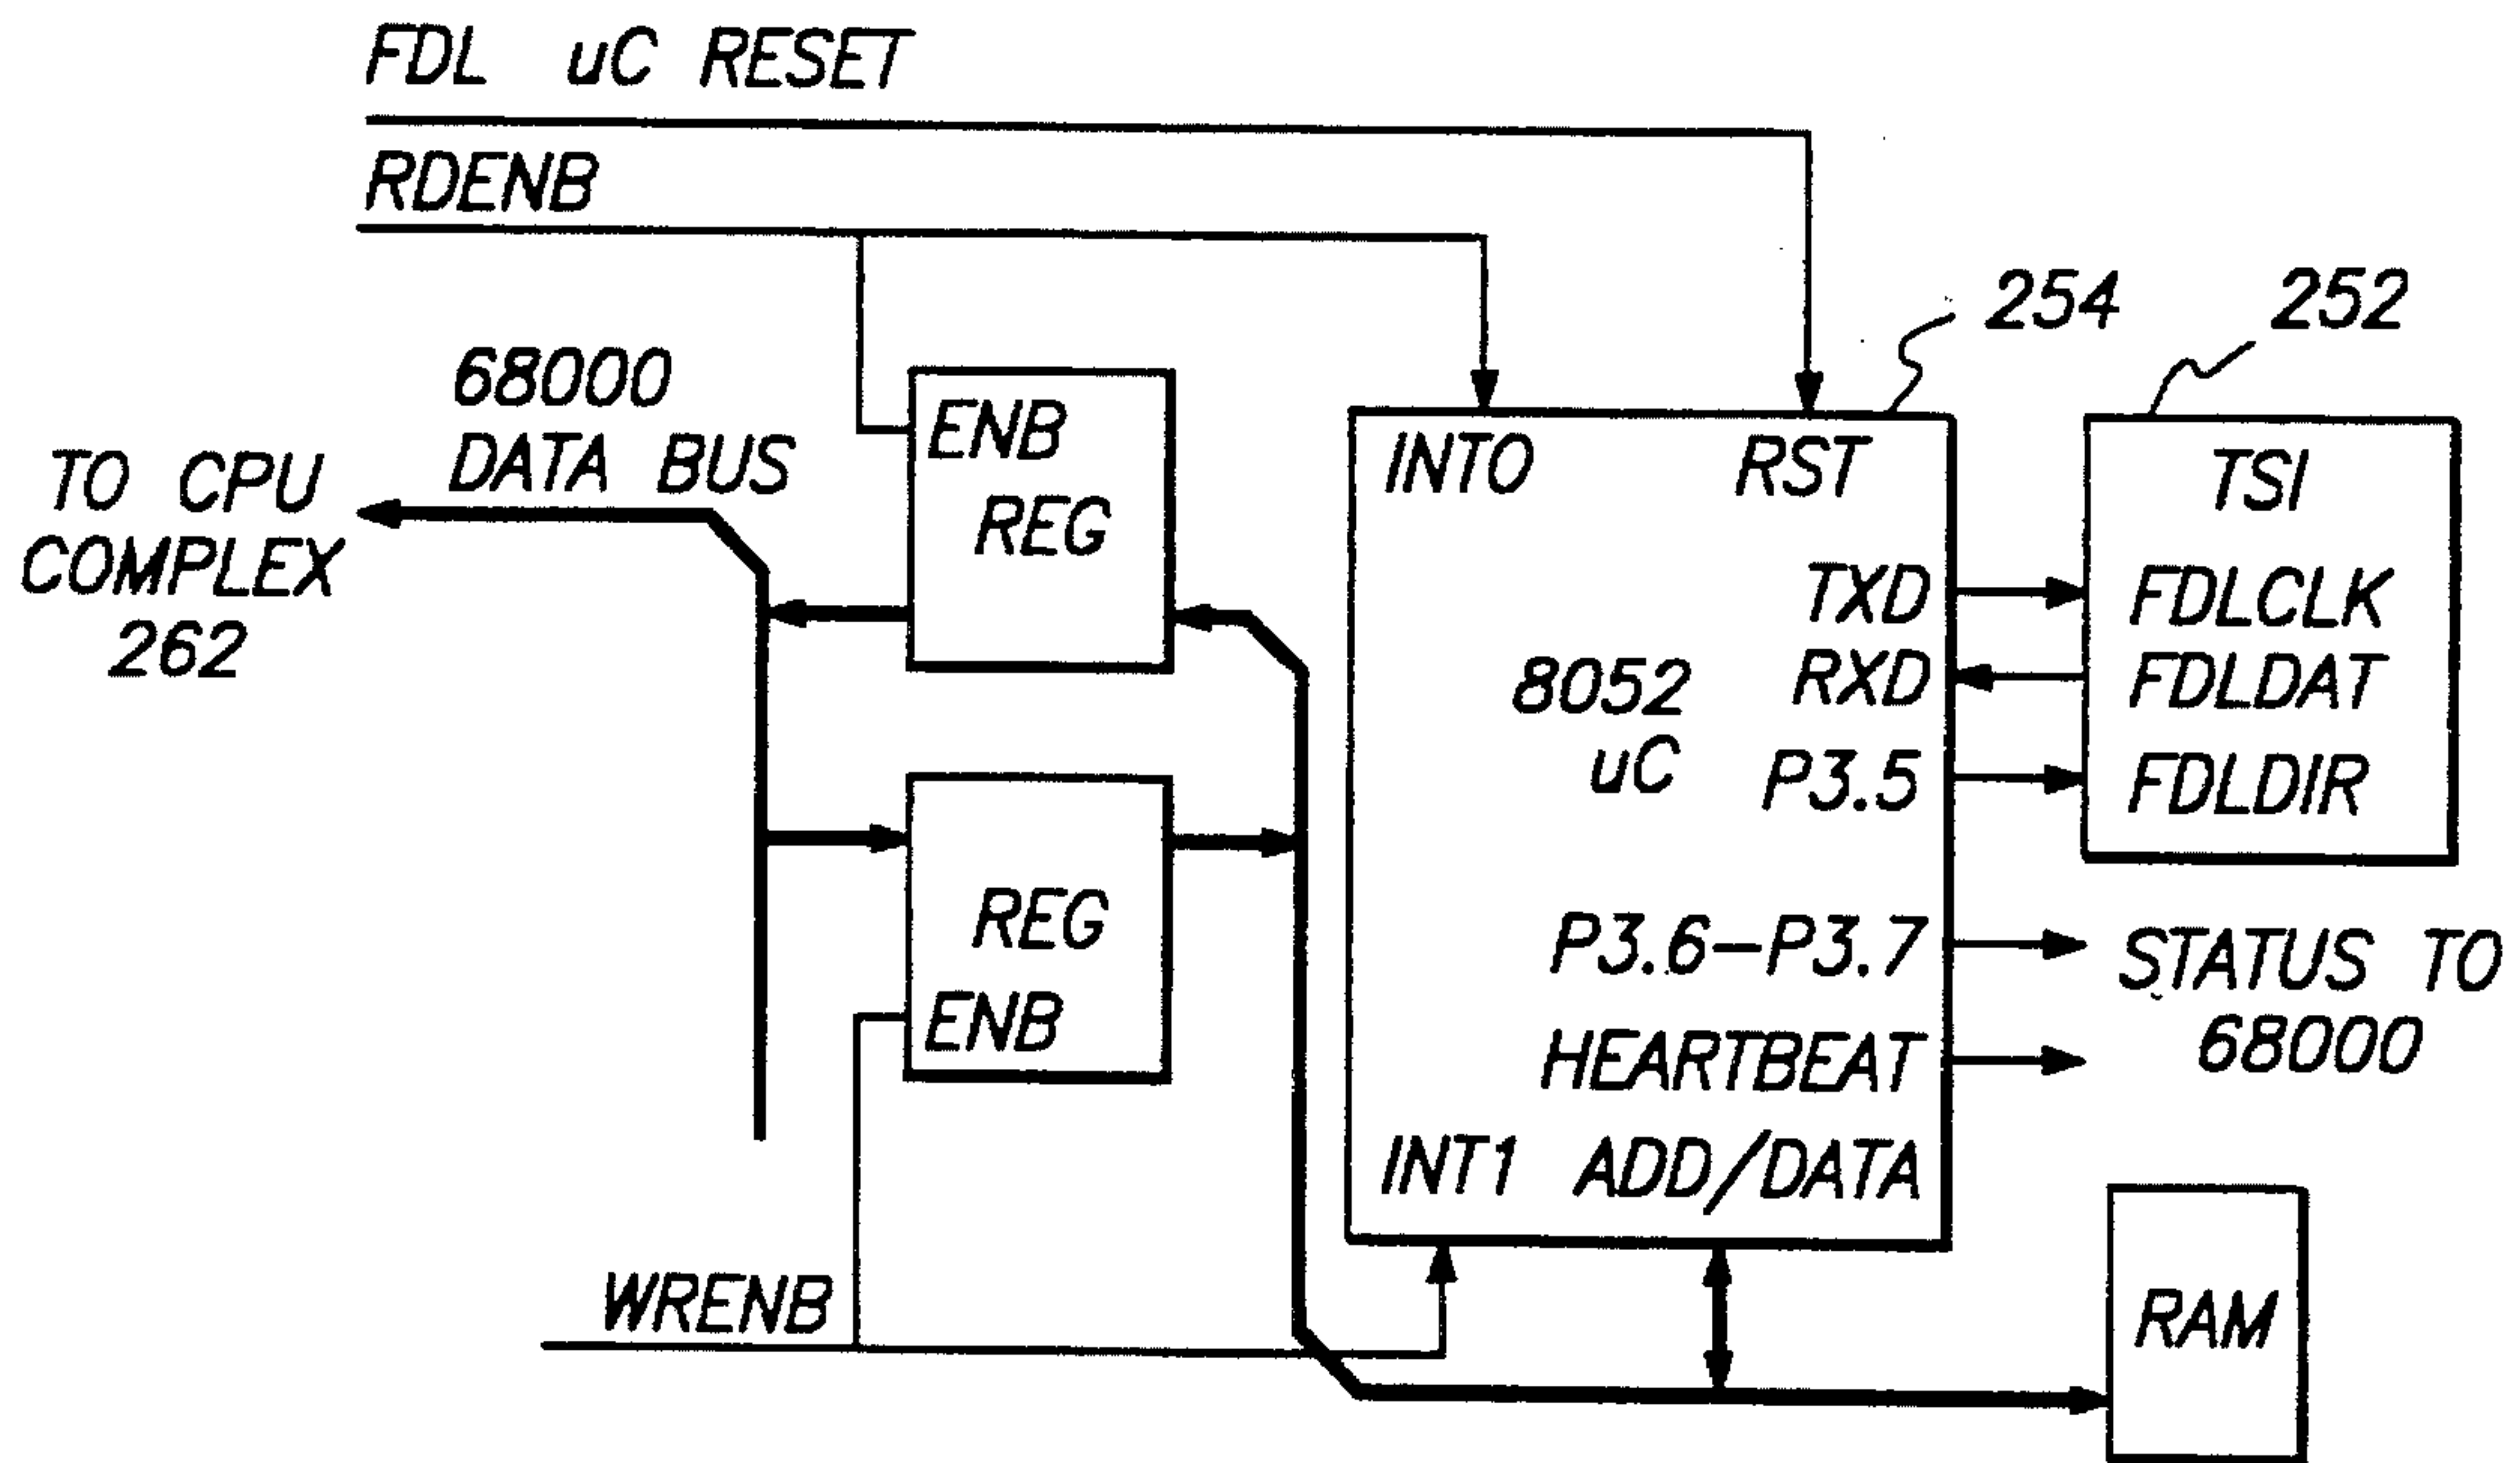 FDL uC RESET
RDENB
254
252
68000
DATA BUS
TO CPU
COMPLEX
262
ENB
REG
REG
ENB
WRENB
INTO
RST
TXD
RXD
8052
uC
P3.5
P3.6–P3.7
HEARTBEAT
INT1 ADD/DATA
TSI
FDLCLK
FDLDAT
FDLDIR
STATUS TO
68000
RAM